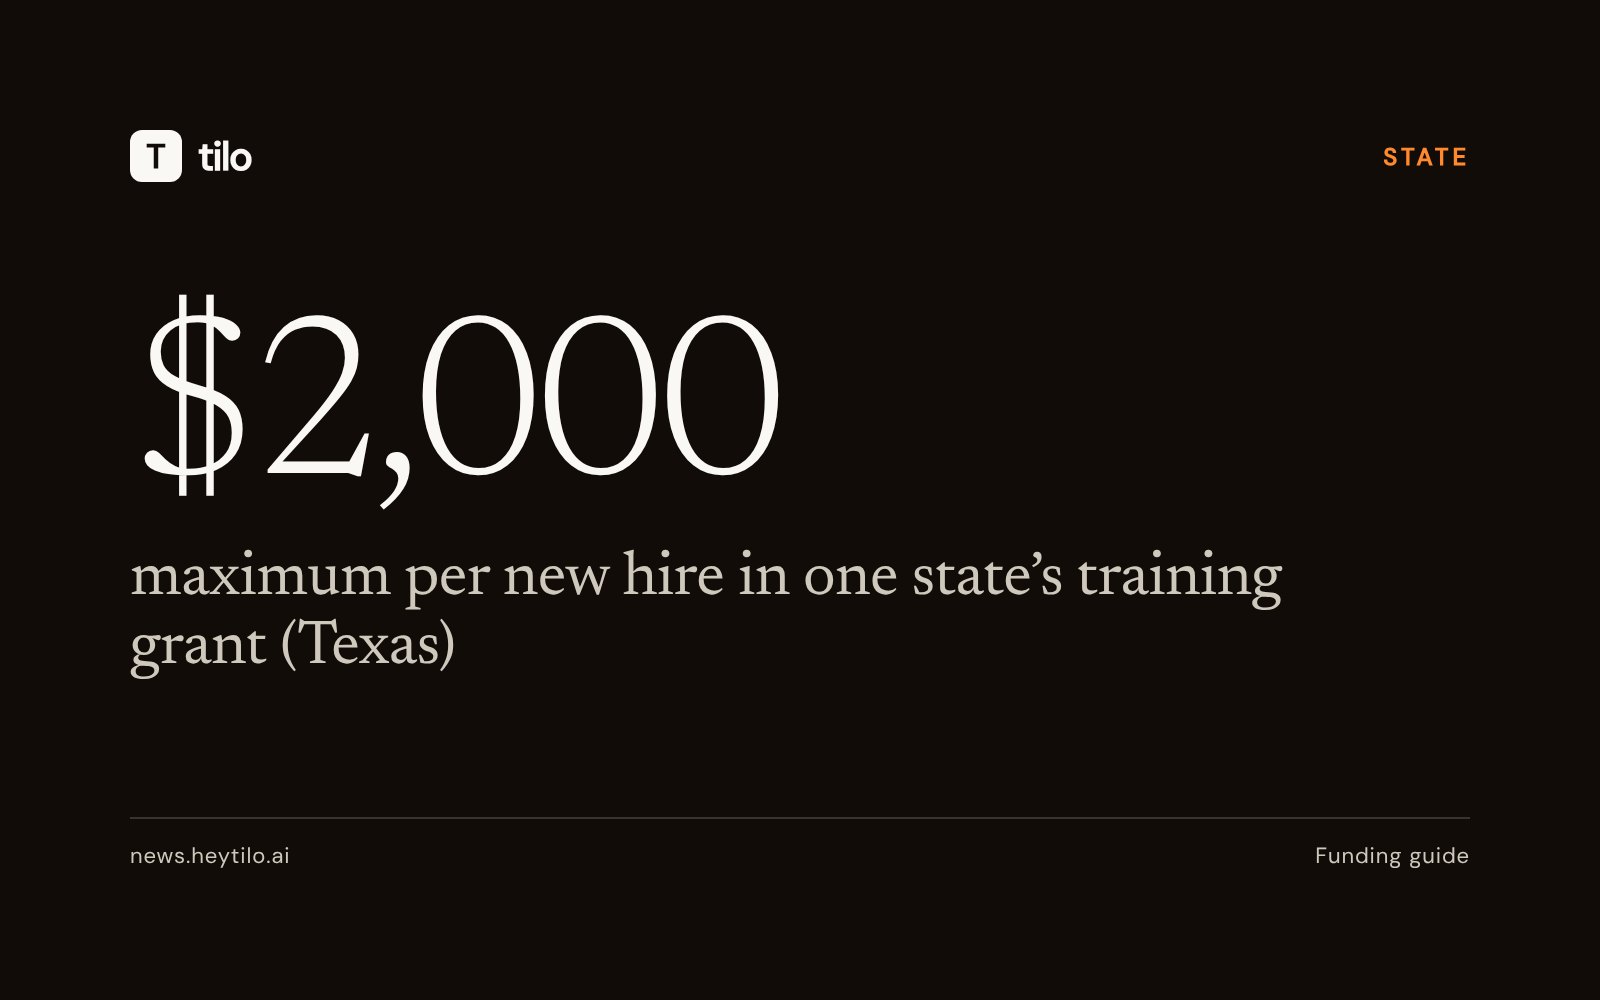 T tilo
STATE
$2,000
maximum per new hire in one state’s training
grant (Texas)
news.heytilo.ai
Funding guide